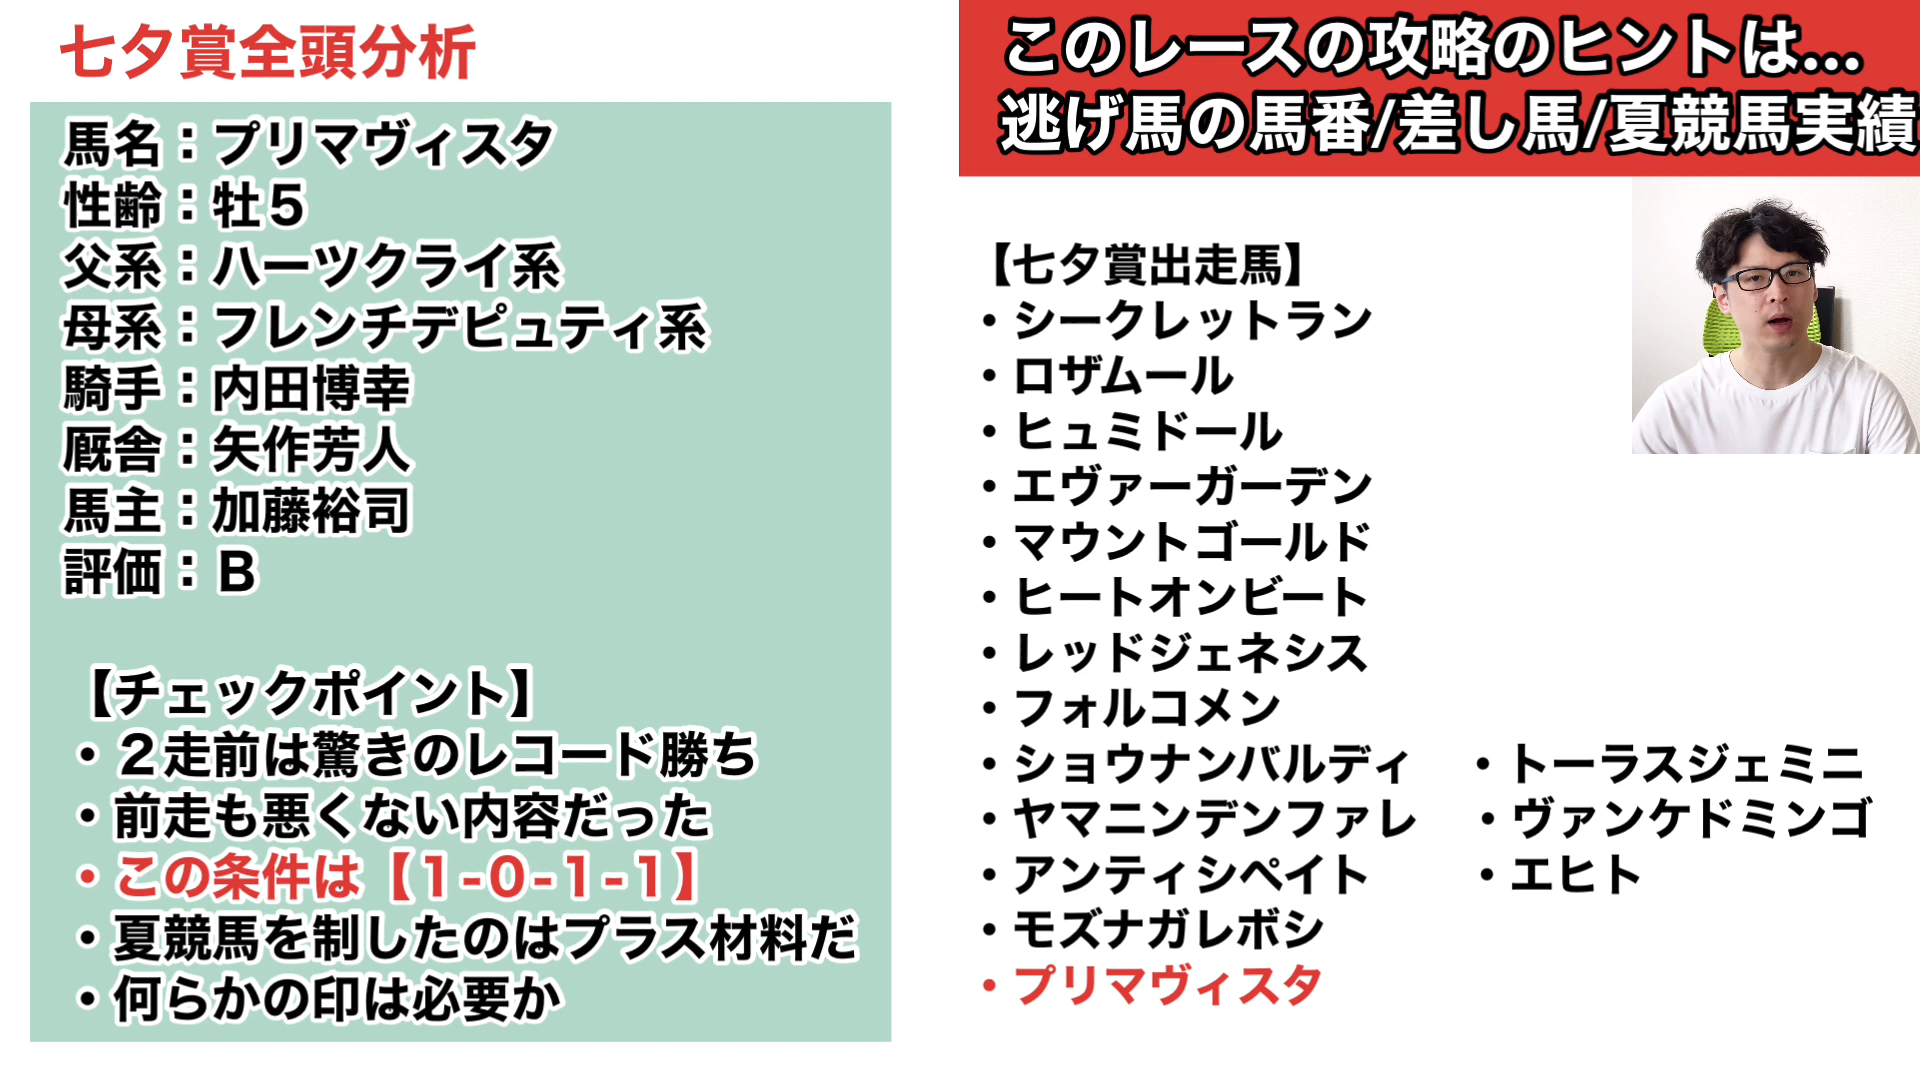 七夕賞全頭分析
馬名：プリマヴィスタ
性齢：牡５
父系：ハーツクライ系
母系：フレンチデピュティ系
騎手：内田博幸
厩舎：矢作芳人
馬主：加藤裕司
評価：Ｂ
【チェックポイント】
・２走前は驚きのレコード勝ち
・前走も悪くない内容だった
・この条件は【１-０-１-１】
・夏競馬を制したのはプラス材料だ
・何らかの印は必要か
このレースの攻略のヒントは...
逃げ馬の馬番/差し馬/夏競馬実績
【七夕賞出走馬】
・シークレットラン
・ロザムール
・ヒュミドール
・エヴァーガーデン
・マウントゴールド
・ヒートオンビート
・レッドジェネシス
・フォルコメン
・ショウナンバルディ　・トーラスジェミニ
・ヤマニンデンファレ　・ヴァンケドミンゴ
・アンティシペイト　・エヒト
・モズナガレボシ
・プリマヴィスタ